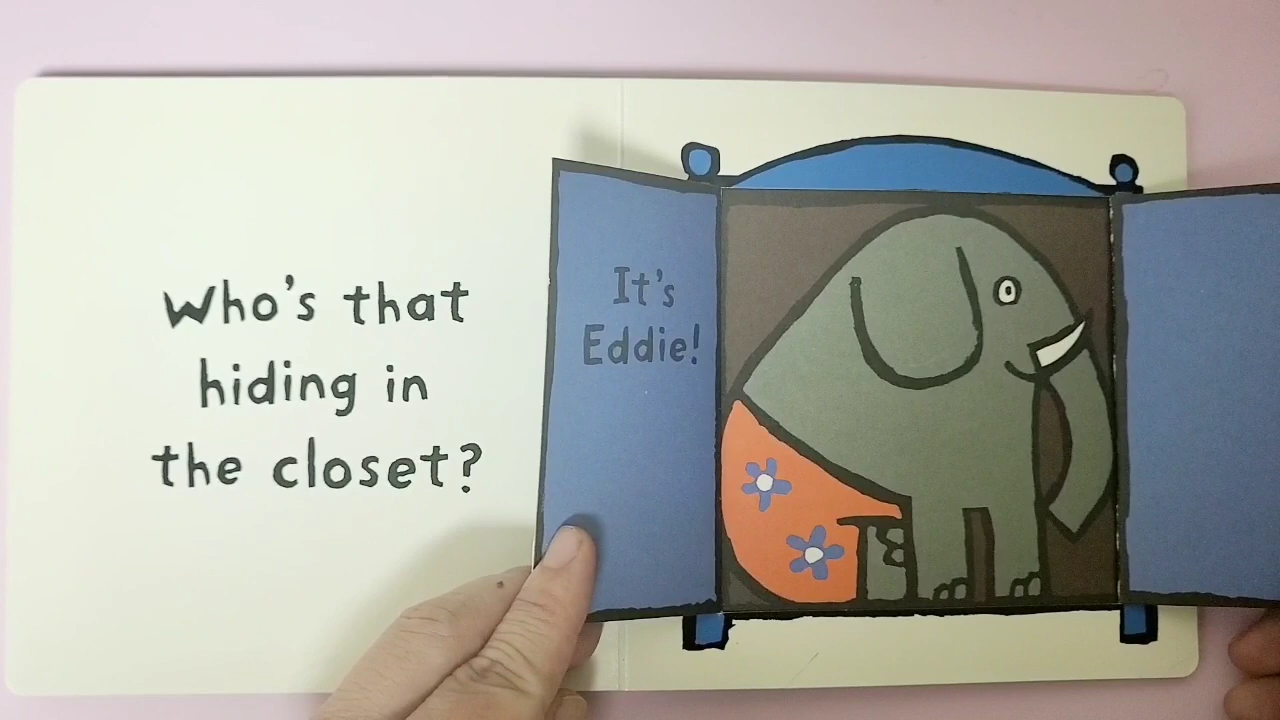 Who's that
hiding in
the closet?
It's
Eddie!